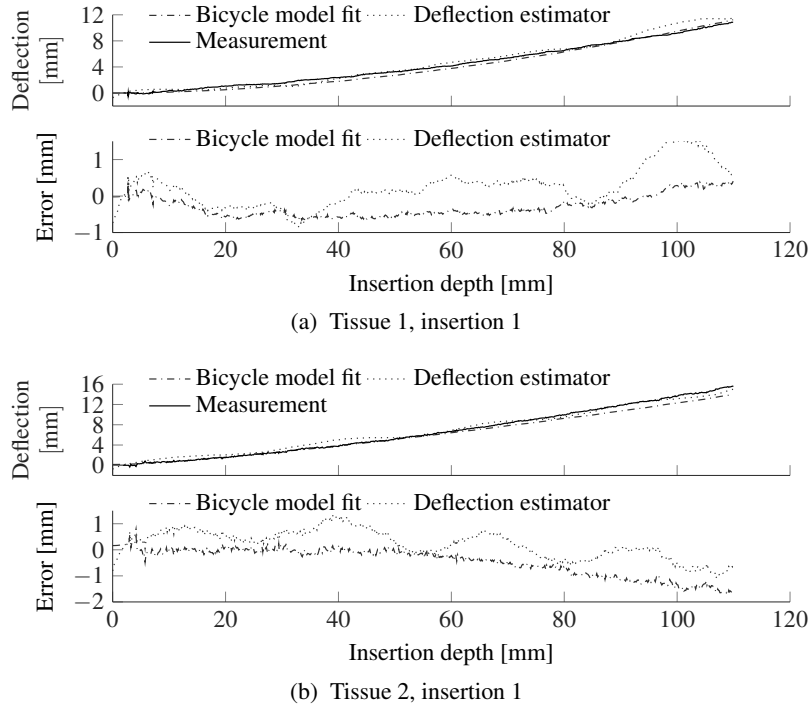 Bicycle model fit Deflection estimator
Measurement
Deflection
[mm]
12
8
4
0
Bicycle model fit Deflection estimator
Error [mm]
1
0
−1
0 20 40 60 80 100 120
Insertion depth [mm]
(a) Tissue 1, insertion 1
Bicycle model fit Deflection estimator
Measurement
Deflection
[mm]
16
12
8
4
0
Bicycle model fit Deflection estimator
Error [mm]
1
0
−1
−2
0 20 40 60 80 100 120
Insertion depth [mm]
(b) Tissue 2, insertion 1